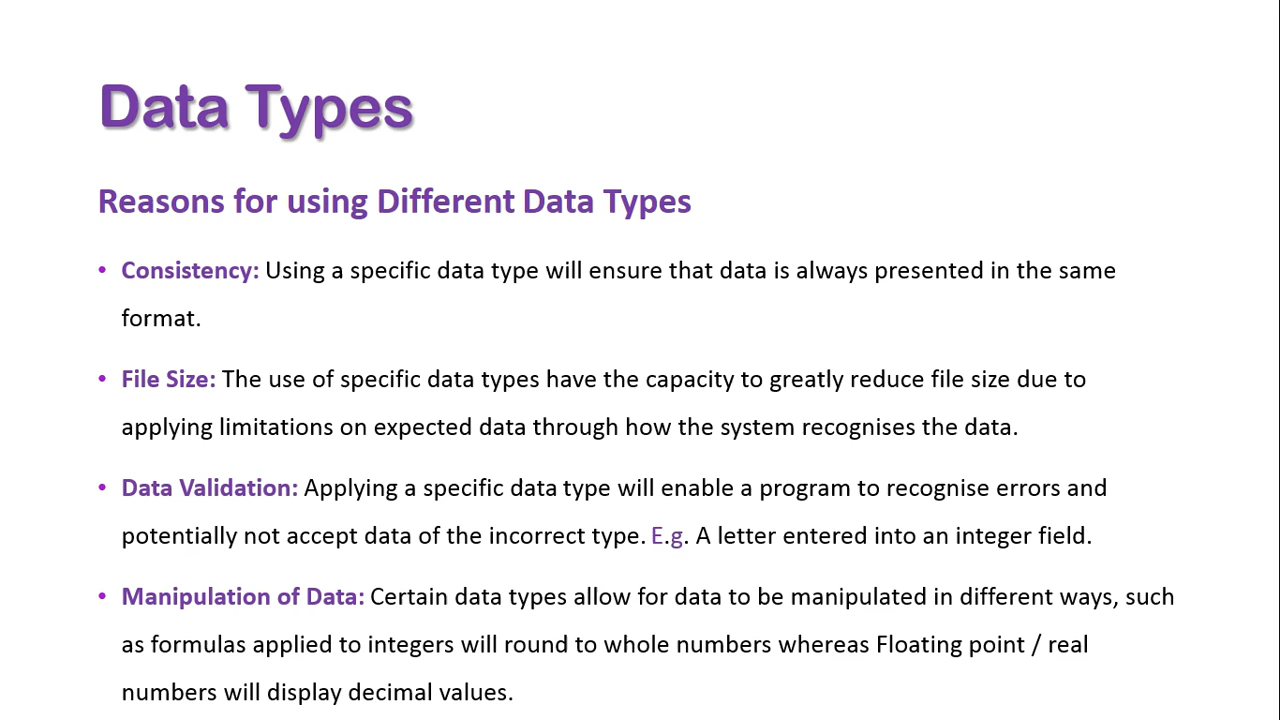 Data Types
Reasons for using Different Data Types
• Consistency: Using a specific data type will ensure that data is always presented in the same
format.
• File Size: The use of specific data types have the capacity to greatly reduce file size due to
applying limitations on expected data through how the system recognises the data.
• Data Validation: Applying a specific data type will enable a program to recognise errors and
potentially not accept data of the incorrect type. E.g. A letter entered into an integer field.
• Manipulation of Data: Certain data types allow for data to be manipulated in different ways, such
as formulas applied to integers will round to whole numbers whereas Floating point / real
numbers will display decimal values.